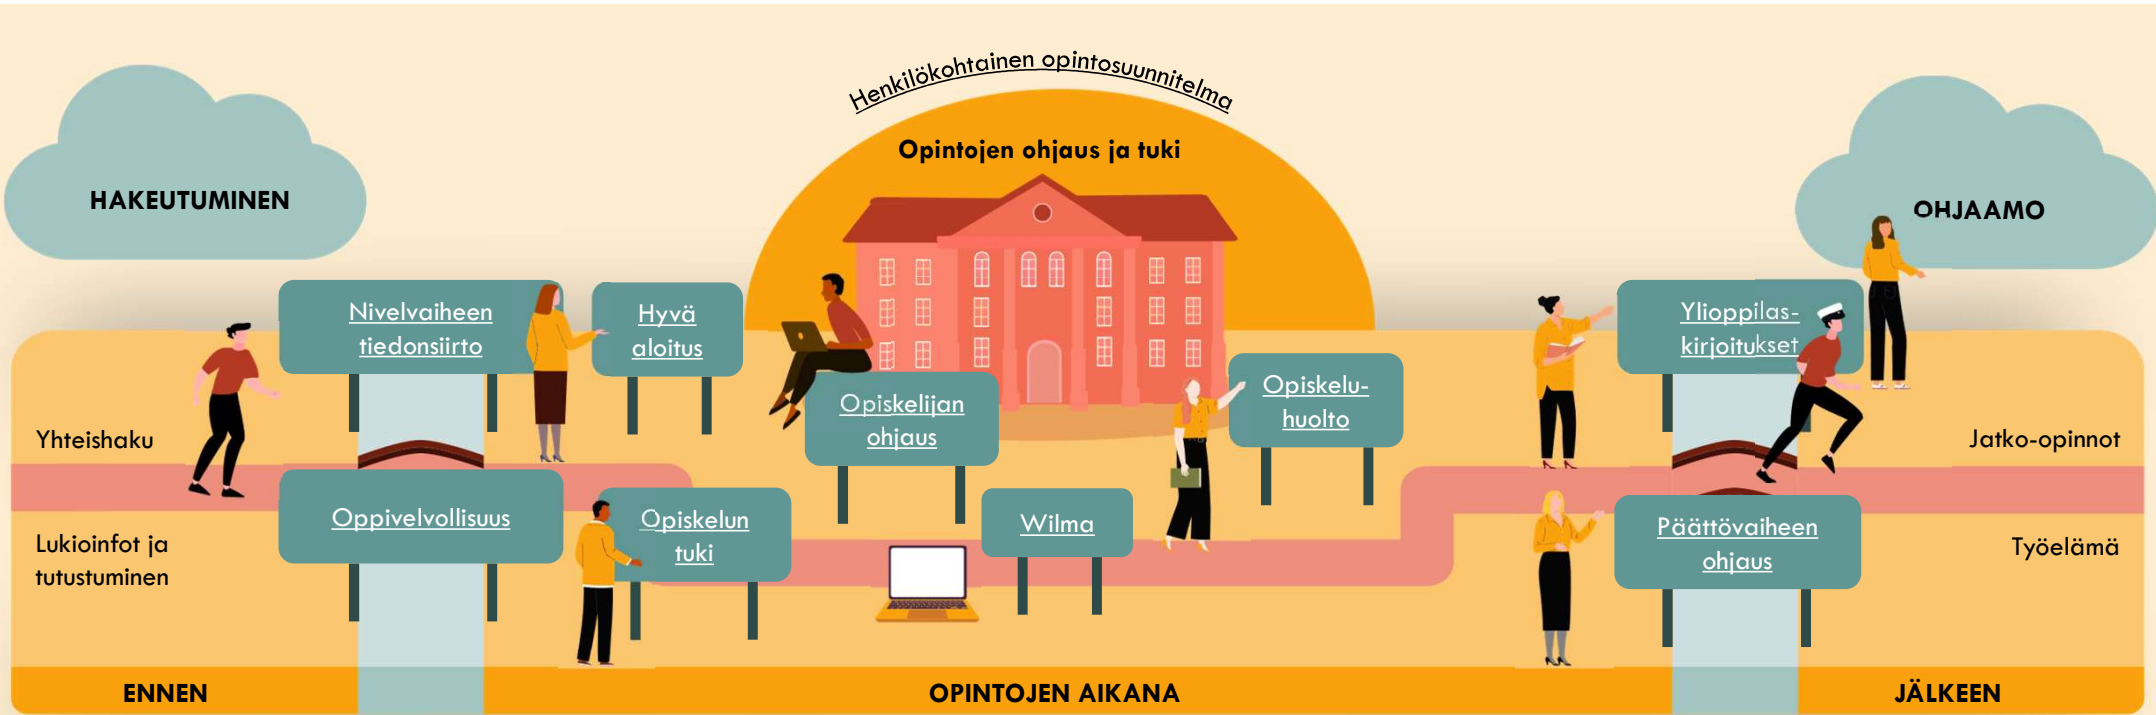 Henkilökohtainen opintosuunnitelma
Opintojen ohjaus ja tuki
HAKEUTUMINEN
OHJAAMO
Nivelvaiheen
tiedonsiirto
Hyvä
aloitus
Opiskelijan
ohjaus
Opiskelu-
huolto
Ylioppilas-
kirjoitukset
Yhteishaku
Jatko-opinnot
Oppivelvollisuus
Opiskelun
tuki
Wilma
Päättövaiheen
ohjaus
Lukioinfot ja
tutustuminen
Työelämä
ENNEN
OPINTOJEN AIKANA
JÄLKEEN